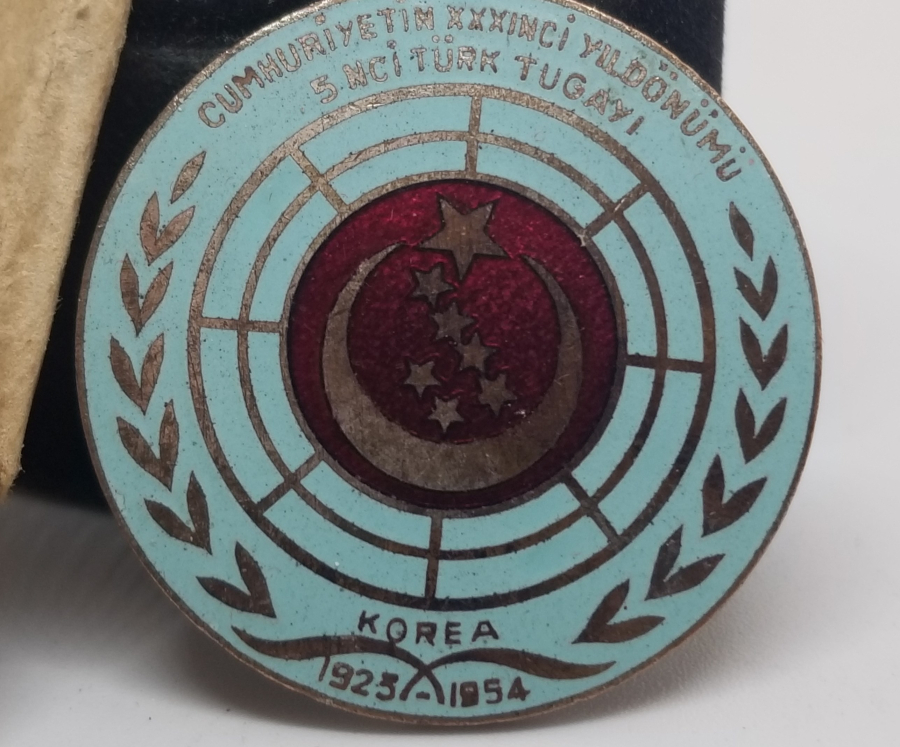 CUMHURİYETİN XXXINCİ YILDÖNÜMÜ
5 NCİ TÜRK TUGAYI
KOREA
1923-1954